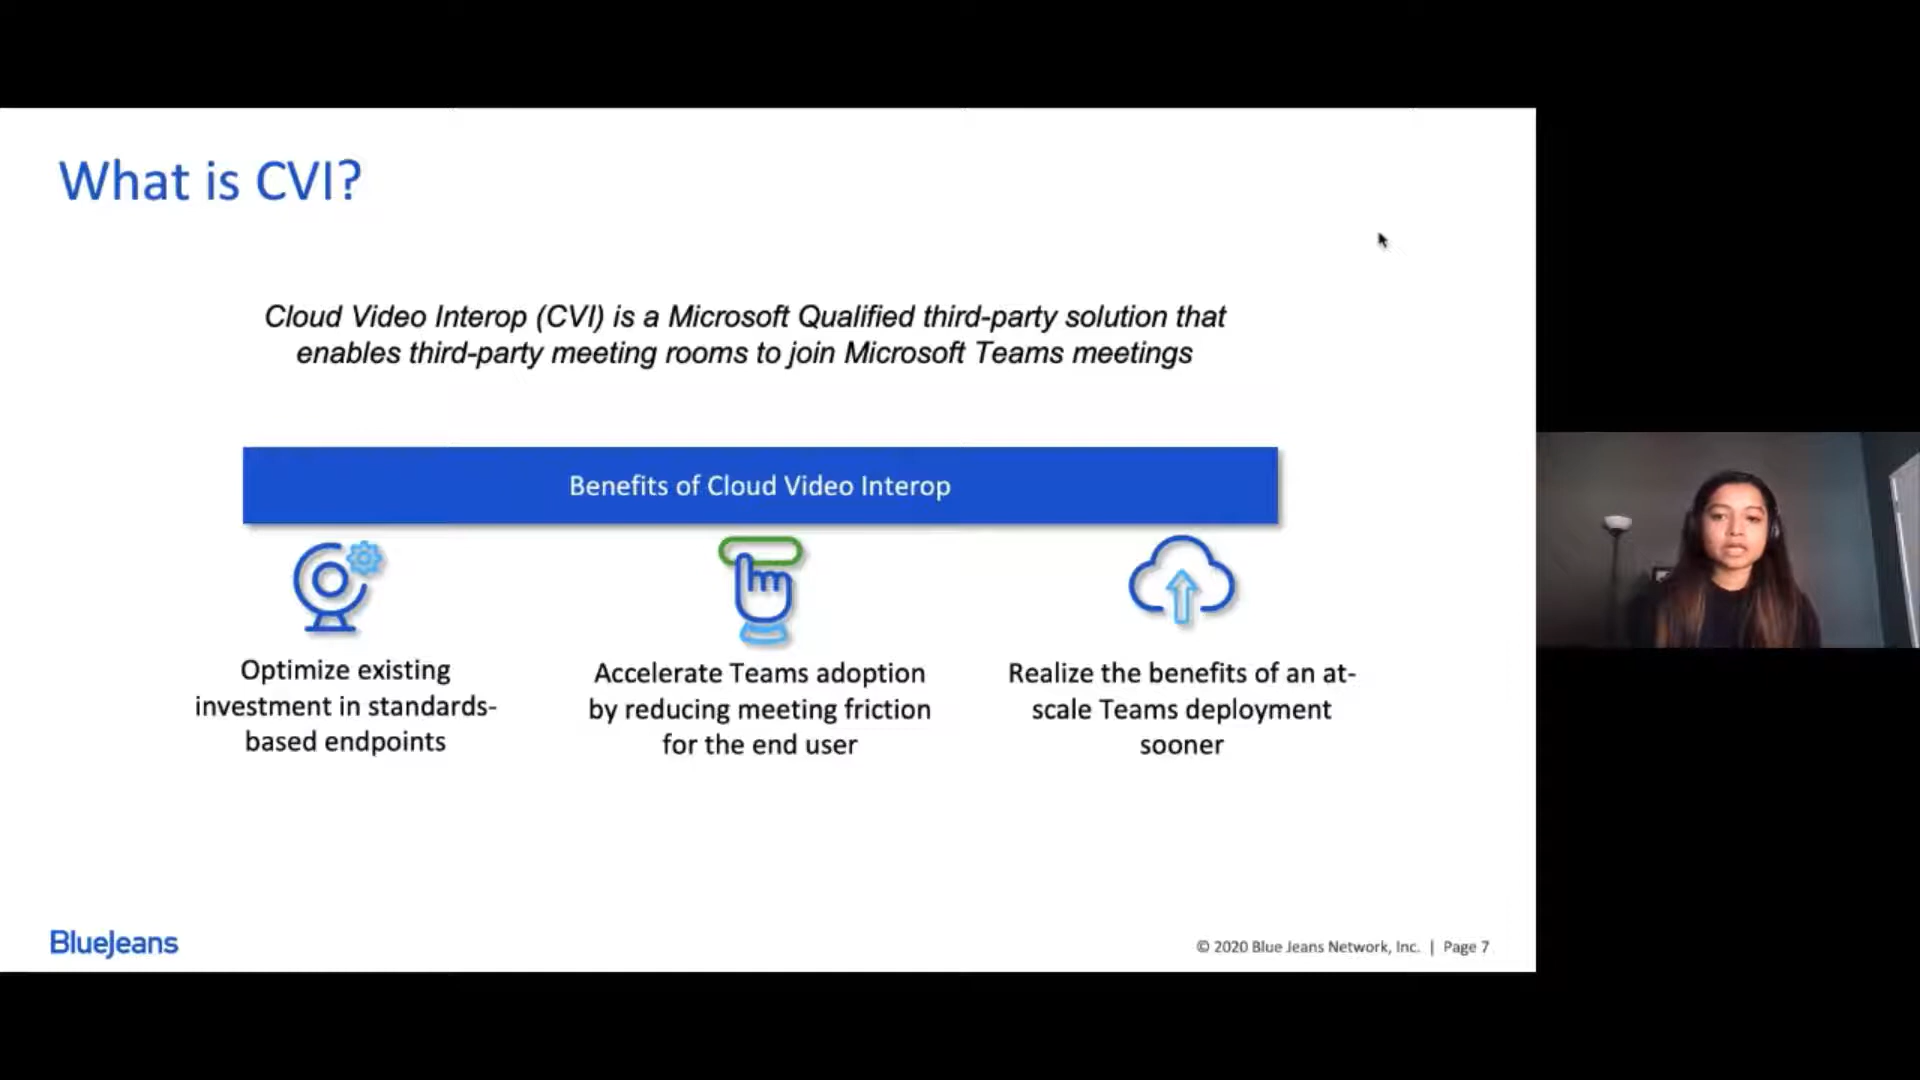 What is CVI?
Cloud Video Interop (CVI) is a Microsoft Qualified third-party solution that
enables third-party meeting rooms to join Microsoft Teams meetings
Benefits of Cloud Video Interop
Optimize existing
investment in standards-
based endpoints
Accelerate Teams adoption
by reducing meeting friction
for the end user
Realize the benefits of an at-
scale Teams deployment
sooner
BlueJeans
© 2020 Blue Jeans Network, Inc. | Page 7